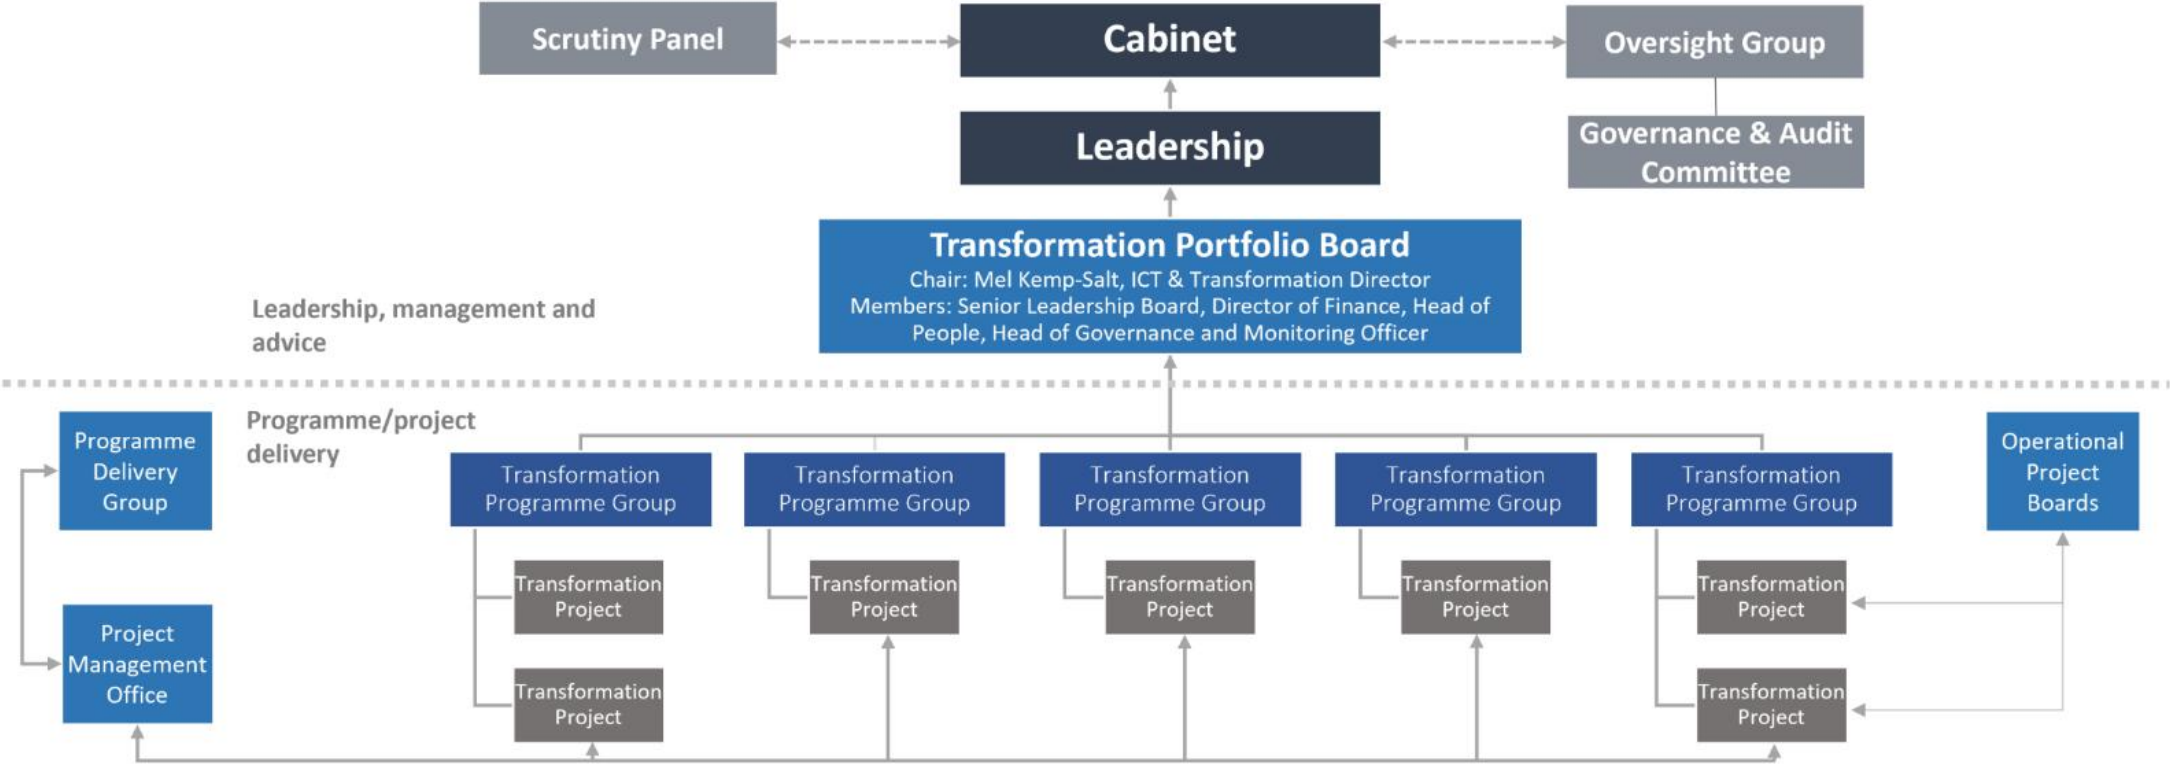 Scrutiny Panel
Cabinet
Oversight Group
Leadership
Governance & Audit
Committee
Transformation Portfolio Board
Chair: Mel Kemp-Salt, ICT & Transformation Director
Members: Senior Leadership Board, Director of Finance, Head of
People, Head of Governance and Monitoring Officer
Leadership, management and
advice
Programme/project
delivery
Programme
Delivery
Group
Transformation
Programme Group
Transformation
Programme Group
Transformation
Programme Group
Transformation
Programme Group
Transformation
Programme Group
Operational
Project
Boards
Transformation
Project
Transformation
Project
Transformation
Project
Transformation
Project
Transformation
Project
Project
Management
Office
Transformation
Project
Transformation
Project